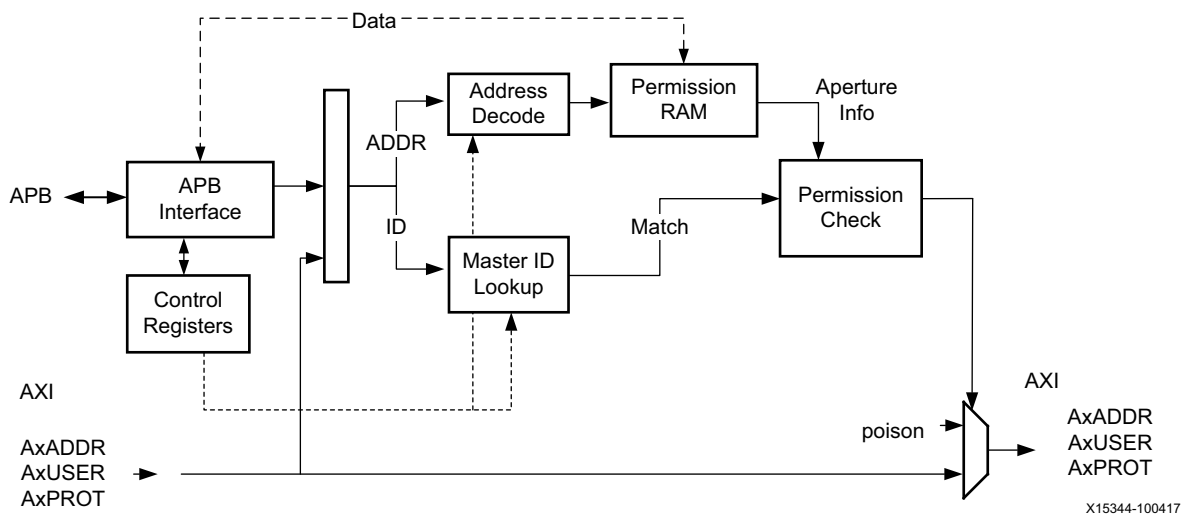 Data
Address
Decode
Permission
RAM
Aperture
Info
ADDR
APB
APB
Interface
Permission
Check
ID
Match
Master ID
Lookup
Control
Registers
AXI
AXI
poison
AxADDR
AxUSER
AxPROT
AxADDR
AxUSER
AxPROT
X15344-100417